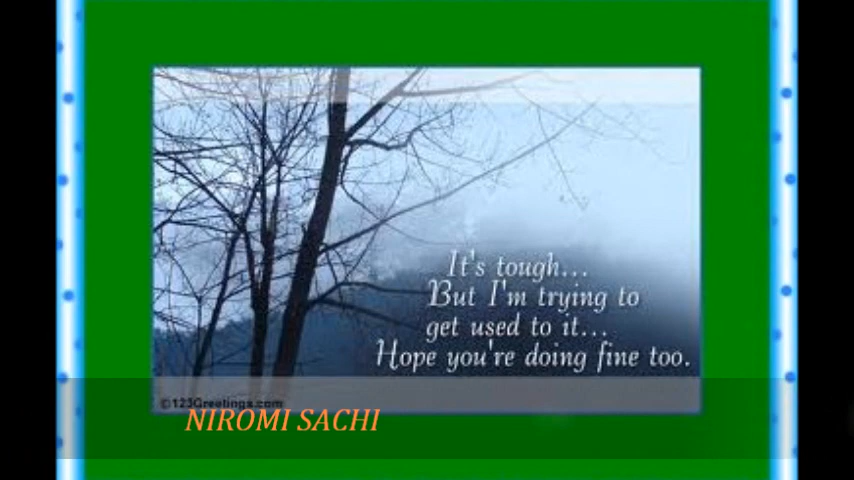 It's tough...
But I'm trying to
get used to it...
Hope you're doing fine too.
©123Greetings.com
NIROMI SACHI